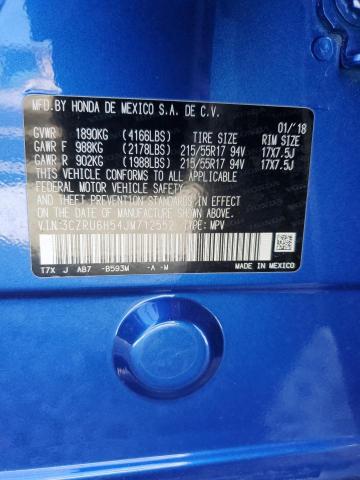 MFD.BY HONDA DE MEXICO S.A. DE C.V.
01/'18
GVWR 1890KG (4166LBS) TIRE SIZE RIM SIZE
GAWR F 988KG (2178LBS) 215/55R17 94V 17X7.5J
GAWR R 902KG (1988LBS) 215/55R17 94V 17X7.5J
THIS VEHICLE CONFORMS TO ALL APPLICABLE
FEDERAL MOTOR VEHICLE SAFETY, BUMPER,
AND THEFT PREVENTION STANDARDS IN EFFECT ON
THE DATE OF MANUFACTURE SHOWN ABOVE.
V.I.N:3CZRU6H54JM712552 TYPE: MPV
T7X J AB7 -B593M -A -M
MADE IN MEXICO